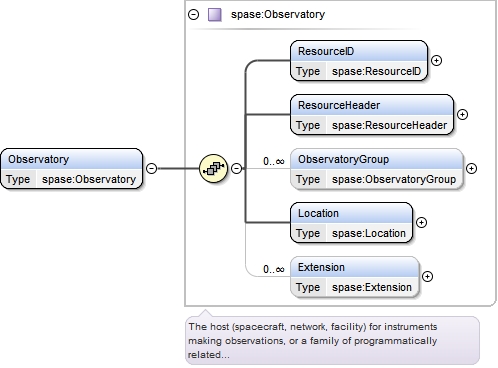 spase:Observatory
ResourceID
Type spase:ResourceID
ResourceHeader
Type spase:ResourceHeader
Observatory
Type spase:Observatory
0..∞
ObservatoryGroup
Type spase:ObservatoryGroup
Location
Type spase:Location
0..∞
Extension
Type spase:Extension
The host (spacecraft, network, facility) for instruments
making observations, or a family of programmatically
related...